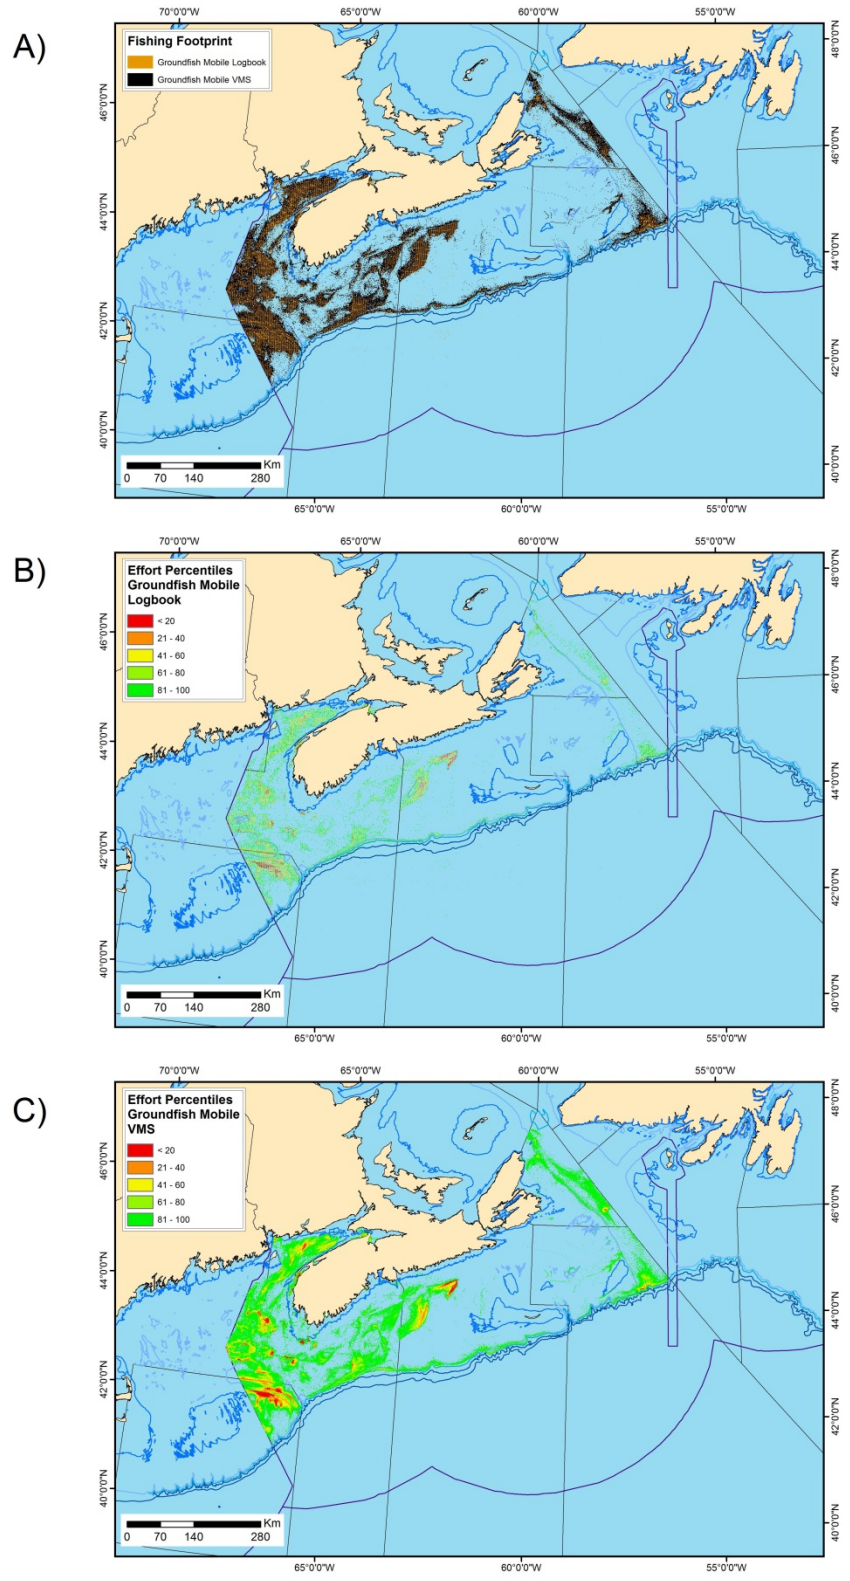 A)
70°0'0"W 65°0'0"W 60°0'0"W 55°0'0"W
Fishing Footprint
Groundfish Mobile Logbook
Groundfish Mobile VMS
46°0'0"N
44°0'0"N
42°0'0"N
40°0'0"N
48°0'0"N
46°0'0"N
44°0'0"N
42°0'0"N
40°0'0"N
Km
0 70 140 280
65°0'0"W 60°0'0"W 55°0'0"W
B)
70°0'0"W 65°0'0"W 60°0'0"W 55°0'0"W
Effort Percentiles
Groundfish Mobile
Logbook
< 20
21 - 40
41 - 60
61 - 80
81 - 100
46°0'0"N
44°0'0"N
42°0'0"N
40°0'0"N
48°0'0"N
46°0'0"N
44°0'0"N
42°0'0"N
40°0'0"N
Km
0 70 140 280
65°0'0"W 60°0'0"W 55°0'0"W
C)
70°0'0"W 65°0'0"W 60°0'0"W 55°0'0"W
Effort Percentiles
Groundfish Mobile
VMS
< 20
21 - 40
41 - 60
61 - 80
81 - 100
46°0'0"N
44°0'0"N
42°0'0"N
40°0'0"N
48°0'0"N
46°0'0"N
44°0'0"N
42°0'0"N
40°0'0"N
Km
0 70 140 280
65°0'0"W 60°0'0"W 55°0'0"W